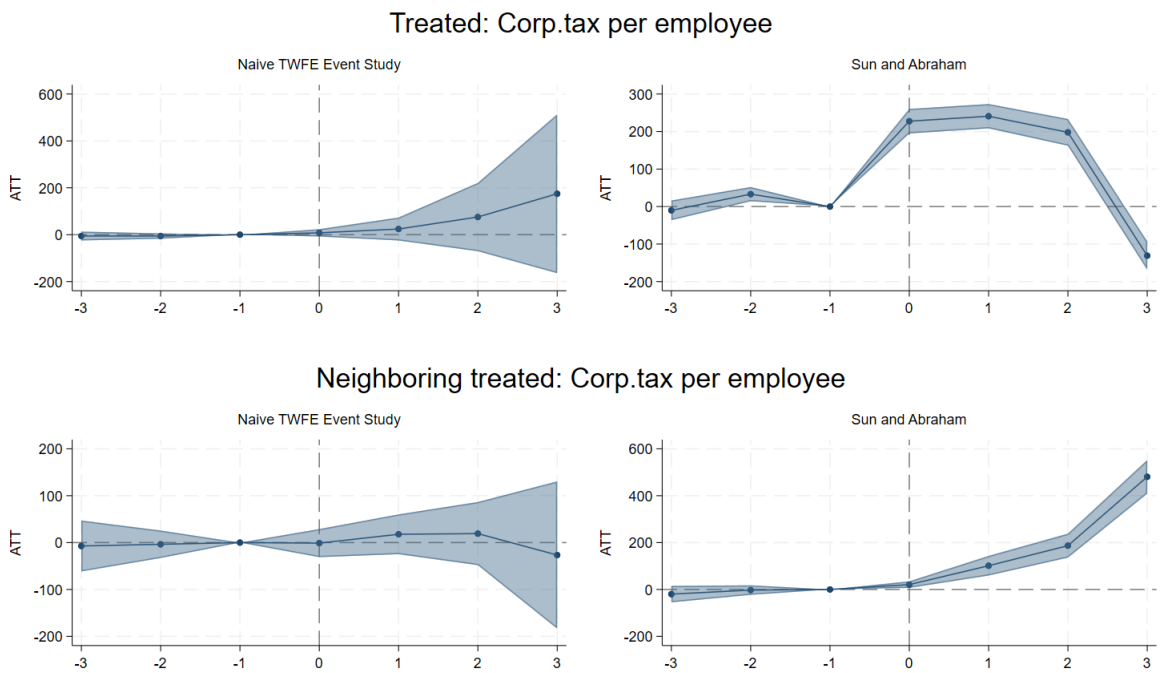 Treated: Corp.tax per employee
Naive TWFE Event Study
ATT
600
400
200
0
-200
-3 -2 -1 0 1 2 3
Sun and Abraham
ATT
300
200
100
0
-100
-200
-3 -2 -1 0 1 2 3
Neighboring treated: Corp.tax per employee
Naive TWFE Event Study
ATT
200
100
0
-100
-200
-3 -2 -1 0 1 2 3
Sun and Abraham
ATT
600
400
200
0
-200
-3 -2 -1 0 1 2 3